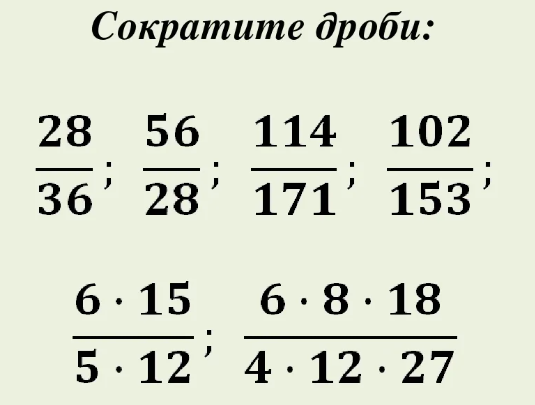 Сократите дроби:
28/36; 56/28; 114/171; 102/153;
6 · 15/5 · 12; 6 · 8 · 18/4 · 12 · 27